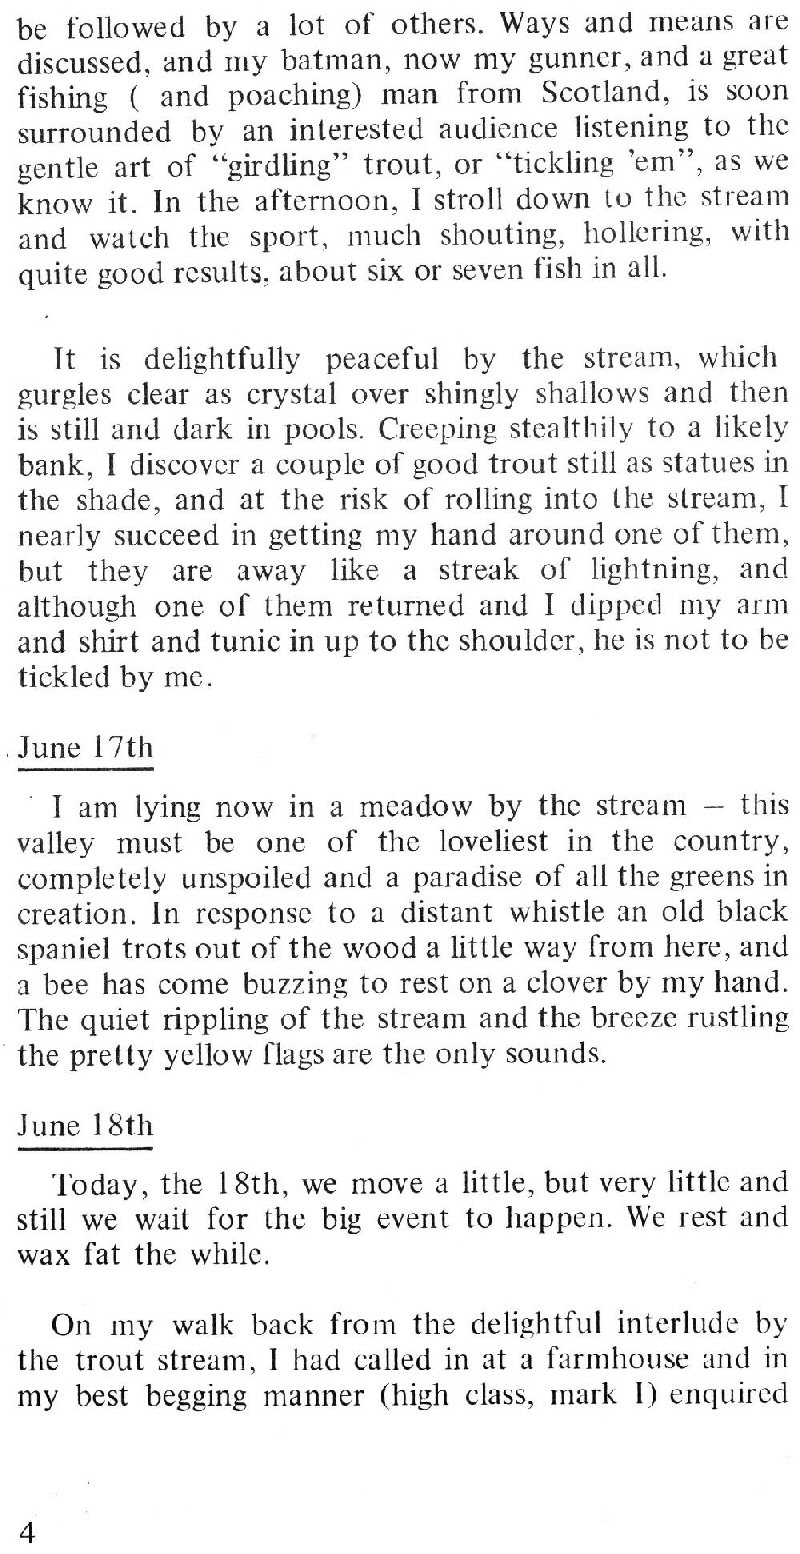 be followed by a lot of others. Ways and means are
discussed, and my batman, now my gunner, and a great
fishing ( and poaching) man from Scotland, is soon
surrounded by an interested audience listening to the
gentle art of “girdling” trout, or “tickling ’em”, as we
know it. In the afternoon, I stroll down to the stream
and watch the sport, much shouting, hollering, with
quite good results, about six or seven fish in all.
It is delightfully peaceful by the stream, which
gurgles clear as crystal over shingly shallows and then
is still and dark in pools. Creeping stealthily to a likely
bank, I discover a couple of good trout still as statues in
the shade, and at the risk of rolling into the stream, I
nearly succeed in getting my hand around one of them,
but they are away like a streak of lightning, and
although one of them returned and I dipped my arm
and shirt and tunic in up to the shoulder, he is not to be
tickled by me.
June 17th
I am lying now in a meadow by the stream – this
valley must be one of the loveliest in the country,
completely unspoiled and a paradise of all the greens in
creation. In response to a distant whistle an old black
spaniel trots out of the wood a little way from here, and
a bee has come buzzing to rest on a clover by my hand.
The quiet rippling of the stream and the breeze rustling
the pretty yellow flags are the only sounds.
June 18th
Today, the 18th, we move a little, but very little and
still we wait for the big event to happen. We rest and
wax fat the while.
On my walk back from the delightful interlude by
the trout stream, I had called in at a farmhouse and in
my best begging manner (high class, mark I) enquired
4